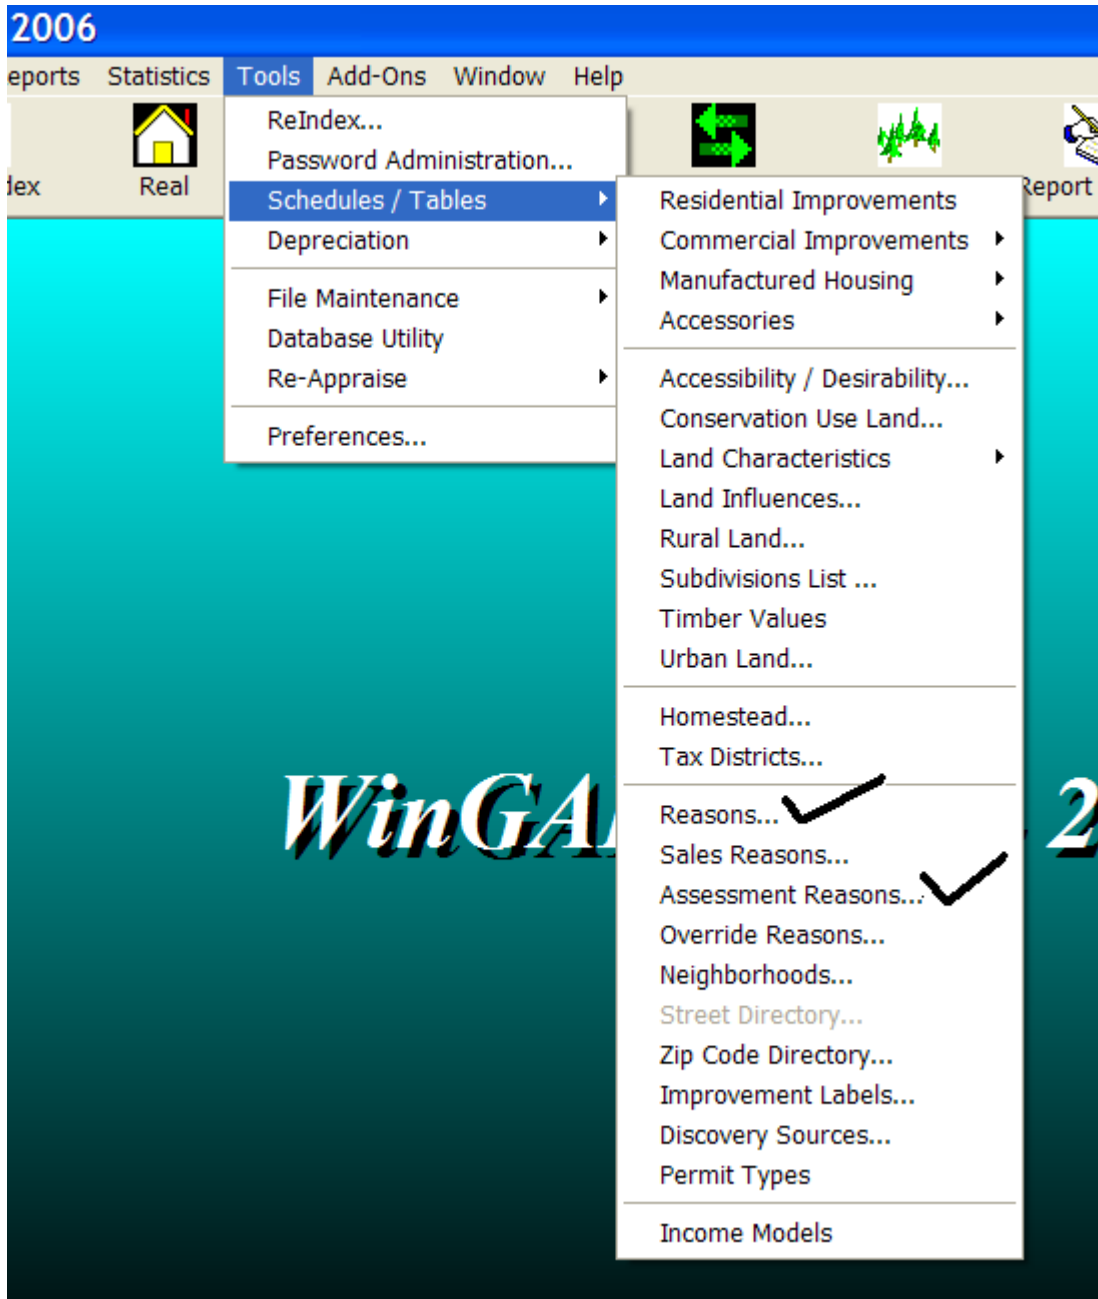 2006
eports Statistics Tools Add-Ons Window Help
dex Real Report
ReIndex...
Password Administration...
Schedules / Tables
Depreciation
File Maintenance
Database Utility
Re-Appraise
Preferences...
Residential Improvements
Commercial Improvements
Manufactured Housing
Accessories
Accessibility / Desirability...
Conservation Use Land...
Land Characteristics
Land Influences...
Rural Land...
Subdivisions List ...
Timber Values
Urban Land...
Homestead...
Tax Districts...
Reasons...
Sales Reasons...
Assessment Reasons...
Override Reasons...
Neighborhoods...
Street Directory...
Zip Code Directory...
Improvement Labels...
Discovery Sources...
Permit Types
Income Models
WinGA 2